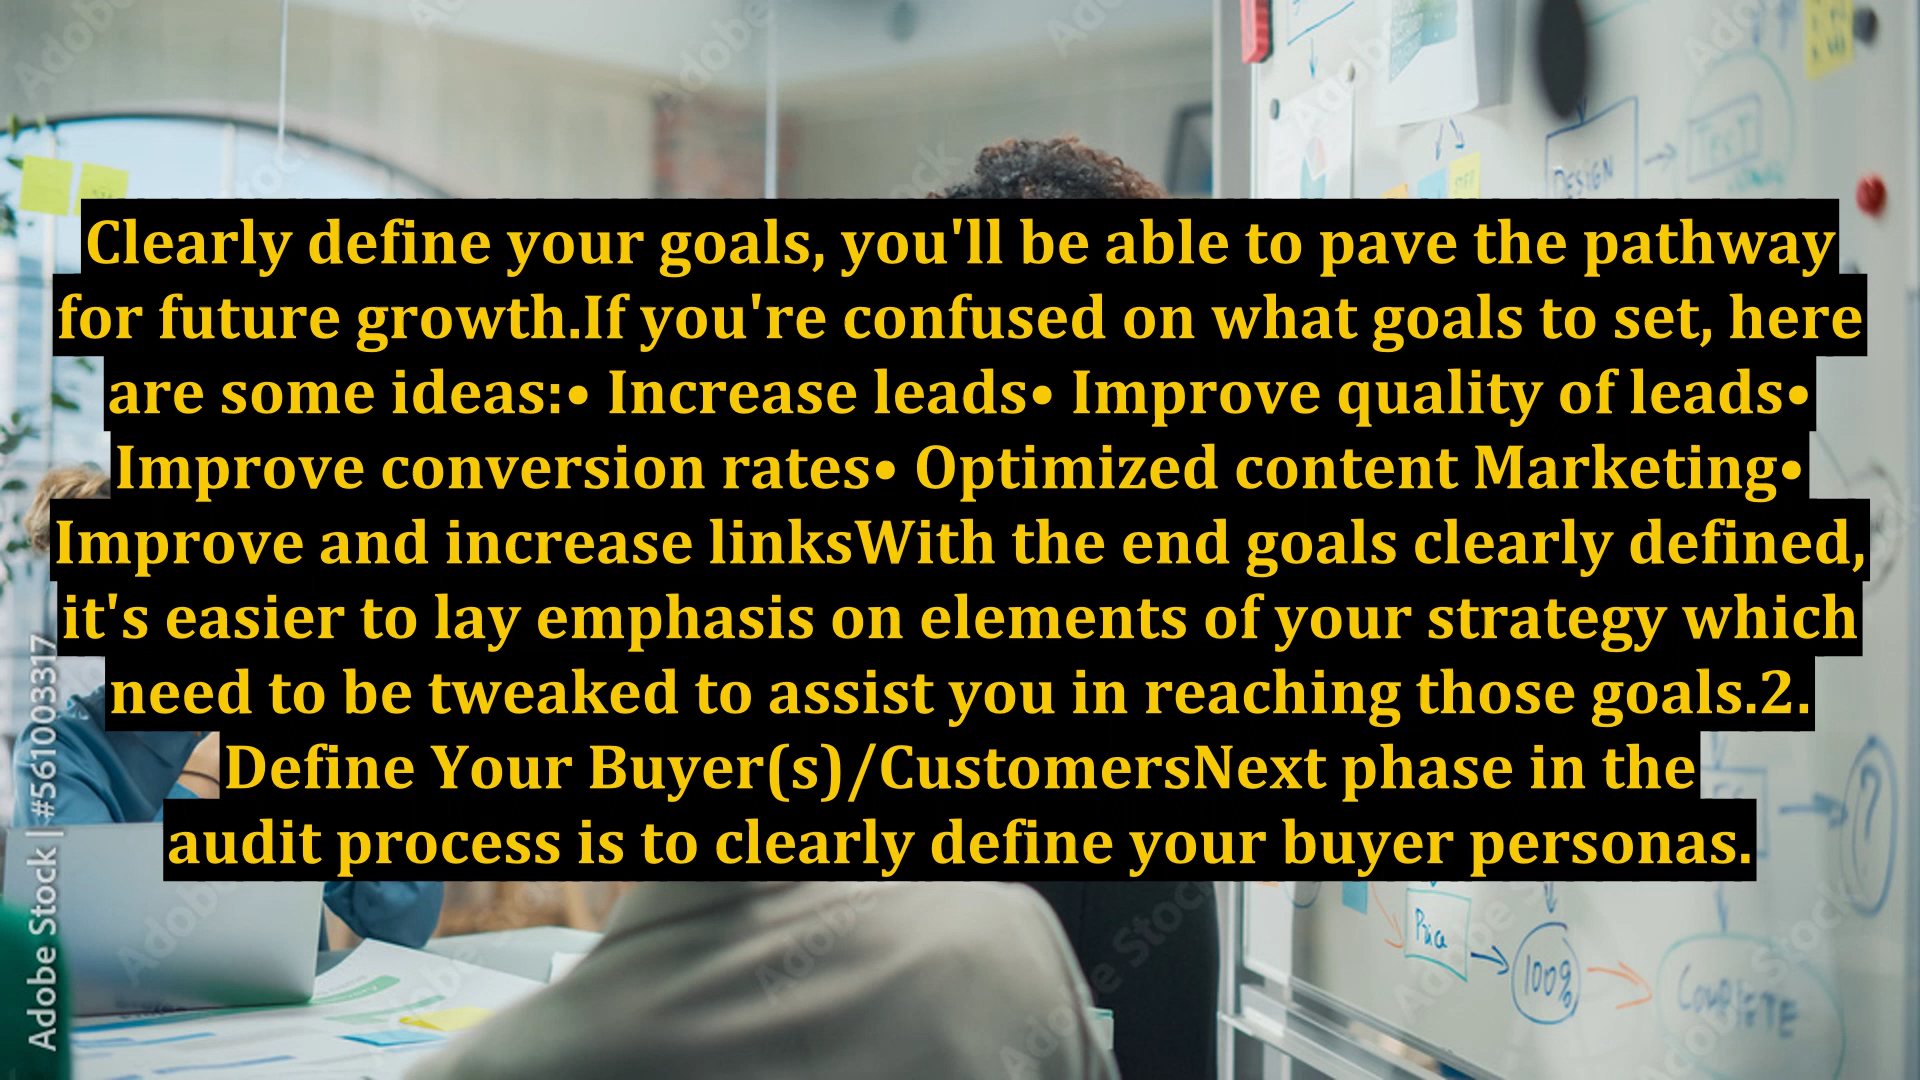 DESIGN
TEST
Clearly define your goals, you'll be able to pave the pathway
for future growth.If you're confused on what goals to set, here
are some ideas:• Increase leads• Improve quality of leads•
Improve conversion rates• Optimized content Marketing•
Improve and increase linksWith the end goals clearly defined,
it's easier to lay emphasis on elements of your strategy which
need to be tweaked to assist you in reaching those goals.2.
Define Your Buyer(s)/CustomersNext phase in the
audit process is to clearly define your buyer personas.
?
Price
100%
COMPLETE
Adobe Stock | #561003317